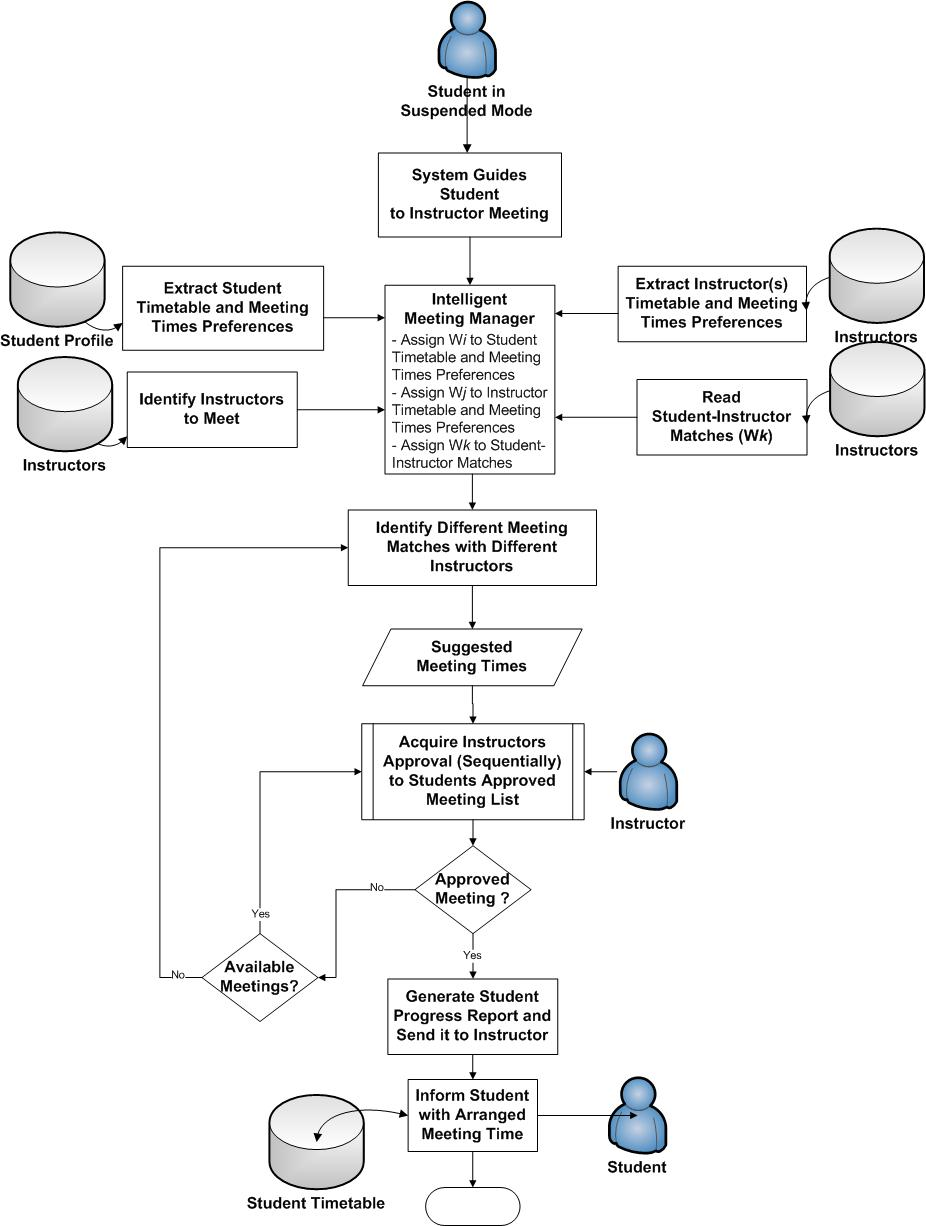 Student in
Suspended Mode
System Guides
Student
to Instructor Meeting
Student Profile
Extract Student
Timetable and Meeting
Times Preferences
Intelligent
Meeting Manager
- Assign Wi to Student
Timetable and Meeting
Times Preferences
- Assign Wj to Instructor
Timetable and Meeting
Times Preferences
- Assign Wk to Student-
Instructor Matches
Extract Instructor(s)
Timetable and Meeting
Times Preferences
Instructors
Instructors
Identify Instructors
to Meet
Read
Student-Instructor
Matches (Wk)
Instructors
Identify Different Meeting
Matches with Different
Instructors
Suggested
Meeting Times
Acquire Instructors
Approval (Sequentially)
to Students Approved
Meeting List
Instructor
Approved
Meeting ?
No
Yes
Available
Meetings?
Yes
No
Generate Student
Progress Report and
Send it to Instructor
Inform Student
with Arranged
Meeting Time
Student Timetable
Student